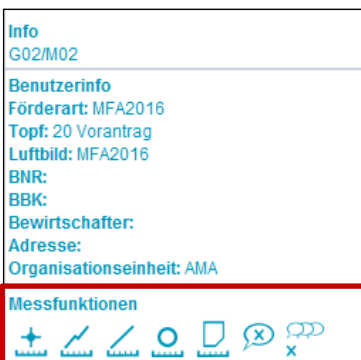 Info
G02/M02
Benutzerinfo
Förderart: MFA2016
Topf: 20 Vorantrag
Luftbild: MFA2016
BNR:
BBK:
Bewirtschafter:
Adresse:
Organisationseinheit: AMA
Messfunktionen